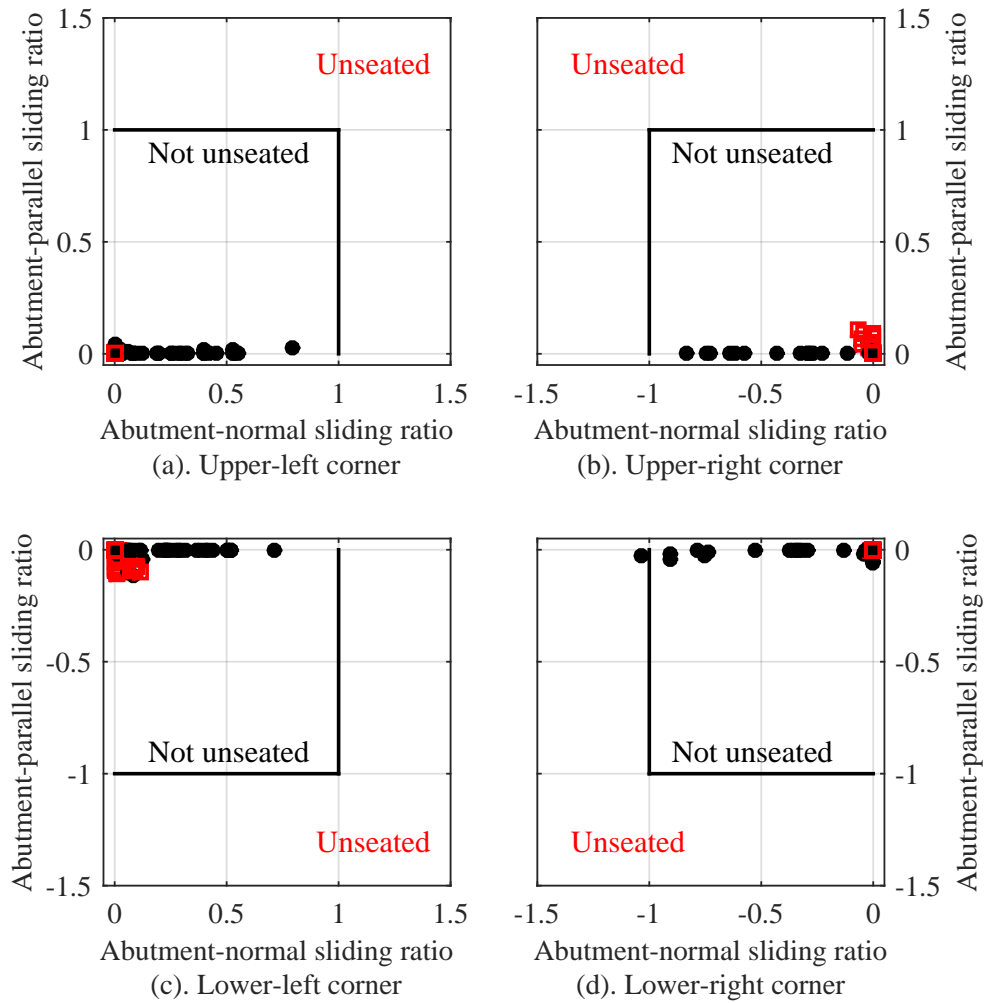 1.5
Unseated
1
Not unseated
0.5
0
0
0.5
1
1.5
Abutment-parallel sliding ratio
Abutment-normal sliding ratio
(a). Upper-left corner
1.5
Unseated
1
Not unseated
0.5
0
-1.5
-1
-0.5
0
Abutment-parallel sliding ratio
Abutment-normal sliding ratio
(b). Upper-right corner
0
-0.5
Not unseated
-1
Unseated
-1.5
0
0.5
1
1.5
Abutment-parallel sliding ratio
Abutment-normal sliding ratio
(c). Lower-left corner
0
-0.5
Not unseated
-1
Unseated
-1.5
-1.5
-1
-0.5
0
Abutment-parallel sliding ratio
Abutment-normal sliding ratio
(d). Lower-right corner